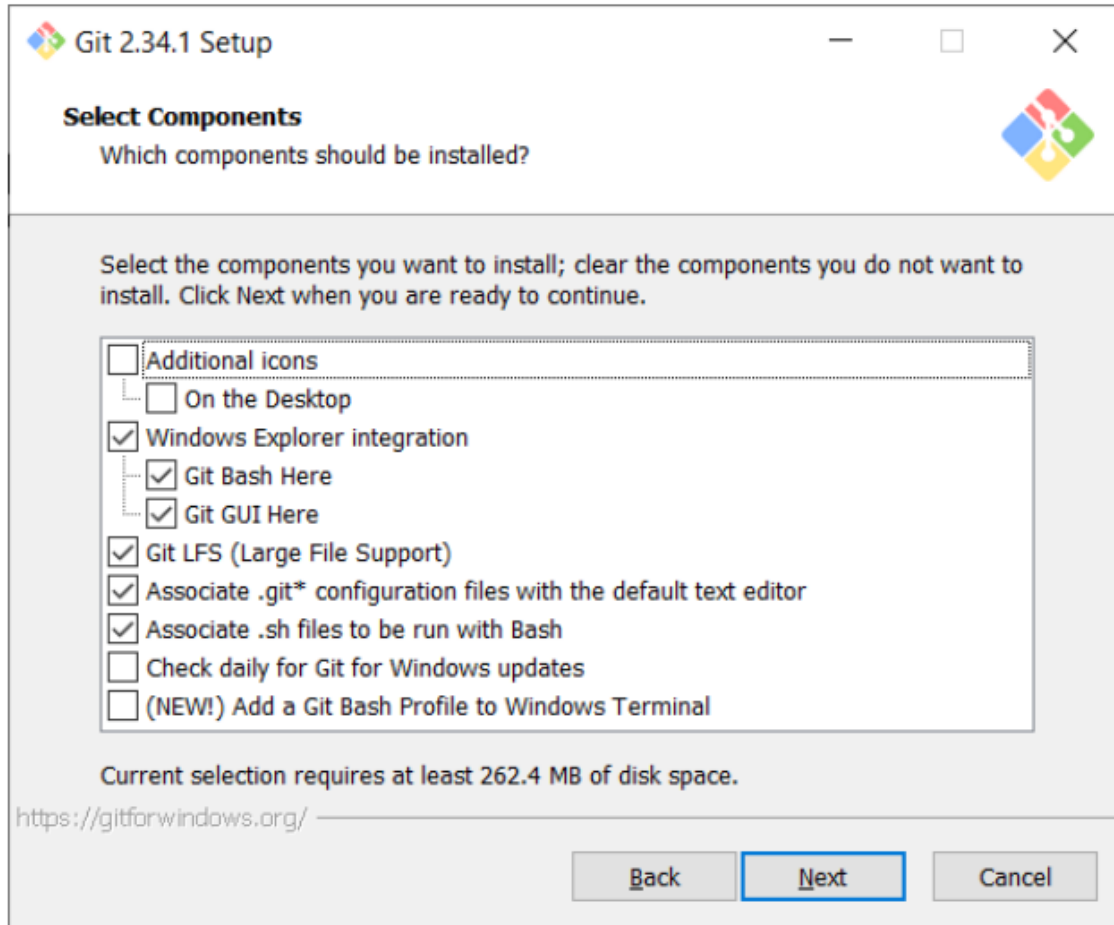 Git 2.34.1 Setup
Select Components
Which components should be installed?
Select the components you want to install; clear the components you do not want to
install. Click Next when you are ready to continue.
Additional icons
On the Desktop
Windows Explorer integration
Git Bash Here
Git GUI Here
Git LFS (Large File Support)
Associate .git* configuration files with the default text editor
Associate .sh files to be run with Bash
Check daily for Git for Windows updates
(NEW!) Add a Git Bash Profile to Windows Terminal
Current selection requires at least 262.4 MB of disk space.
https://gitforwindows.org/
Back Next Cancel